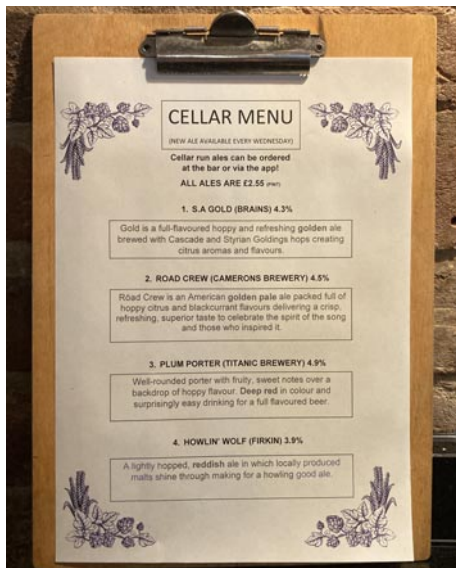 CELLAR MENU
(NEW ALE AVAILABLE EVERY WEDNESDAY)
Cellar run ales can be ordered
at the bar or via the app!
ALL ALES ARE £2.55
1. S.A GOLD (BRAINS) 4.3%
Gold is a full-flavoured hoppy and refreshing golden ale
brewed with Cascade and Styrian Goldings hops creating
citrus aromas and flavours.
2. ROAD CREW (CAMERONS BREWERY) 4.5%
Röad Crew is an American golden pale ale packed full of
hoppy citrus and blackcurrant flavours delivering a crisp,
refreshing, superior taste to celebrate the spirit of the song
and those who inspired it.
3. PLUM PORTER (TITANIC BREWERY) 4.9%
Well-rounded porter with fruity, sweet notes over a
backdrop of hoppy flavour. Deep red in colour and
surprisingly easy drinking for a full flavoured beer.
4. HOWLIN' WOLF (FIRKIN) 3.9%
A lightly hopped, reddish ale in which locally produced
malts shine through making for a howling good ale.